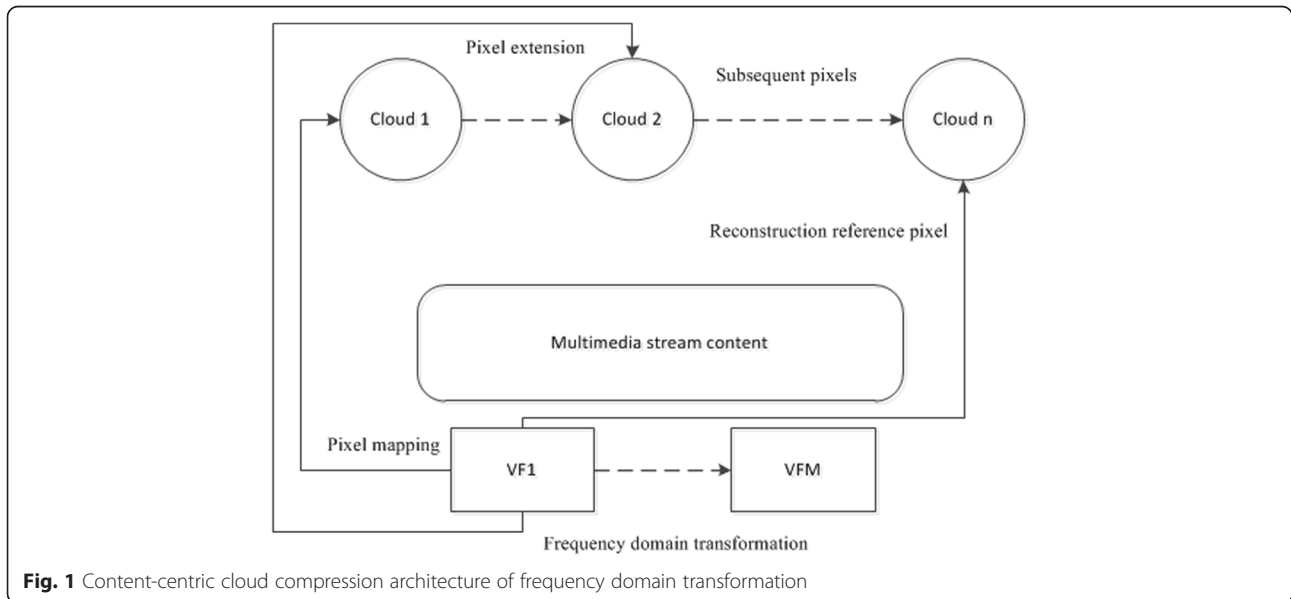 Pixel extension
Subsequent pixels
Cloud 1
Cloud 2
Cloud n
Reconstruction reference pixel
Multimedia stream content
Pixel mapping
VF1
VFM
Frequency domain transformation
Fig. 1 Content-centric cloud compression architecture of frequency domain transformation